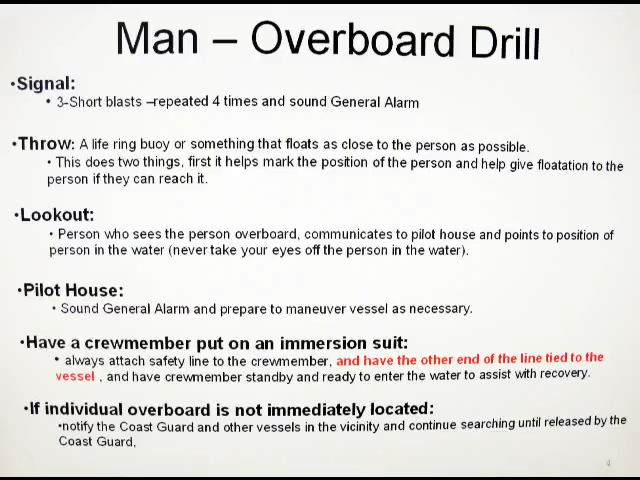 Man – Overboard Drill
•Signal:
• 3-Short blasts –repeated 4 times and sound General Alarm
•Throw: A life ring buoy or something that floats as close to the person as possible.
• This does two things, first it helps mark the position of the person and help give floatation to the
person if they can reach it.
•Lookout:
• Person who sees the person overboard, communicates to pilot house and points to position of
person in the water (never take your eyes off the person in the water).
•Pilot House:
• Sound General Alarm and prepare to maneuver vessel as necessary.
•Have a crewmember put on an immersion suit:
• always attach safety line to the crewmember, and have the other end of the line tied to the
vessel , and have crewmember standby and ready to enter the water to assist with recovery.
•If individual overboard is not immediately located:
•notify the Coast Guard and other vessels in the vicinity and continue searching until released by the
Coast Guard,
4